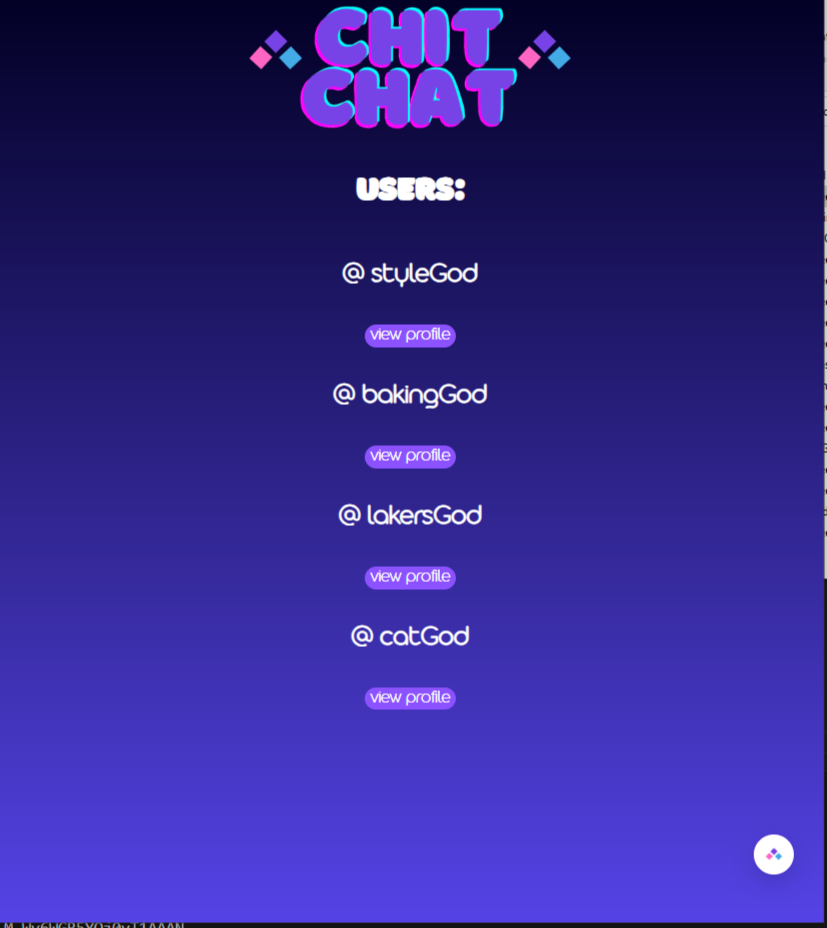 CHIT
CHAT
USERS:
@ styleGod
view profile
@ bakingGod
view profile
@ lakersGod
view profile
@ catGod
view profile